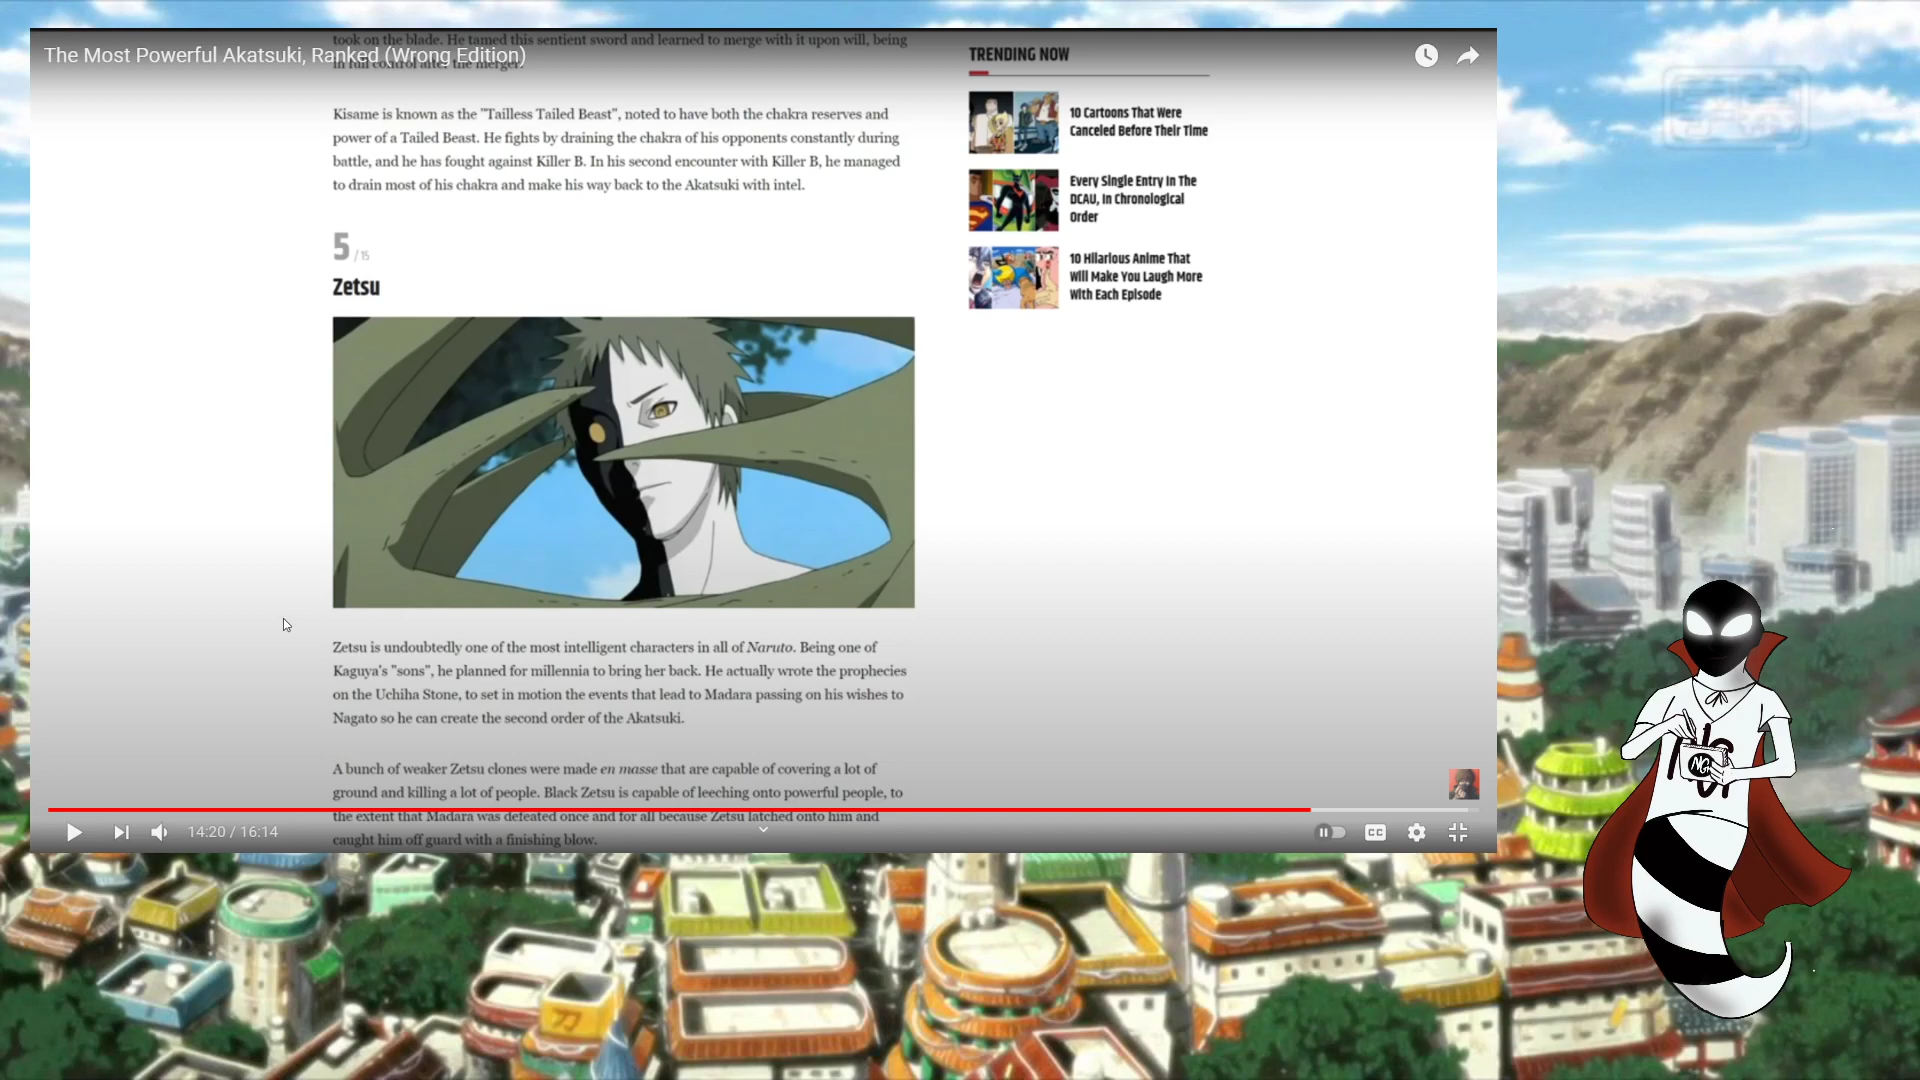 took on the blade. He tamed this sentient sword and learned to merge with it upon will, being
The Most Powerful Akatsuki, Ranked (Wrong Edition)
in full control after the merger.
Kisame is known as the "Tailless Tailed Beast", noted to have both the chakra reserves and
power of a Tailed Beast. He fights by draining the chakra of his opponents constantly during
battle, and he has fought against Killer B. In his second encounter with Killer B, he managed
to drain most of his chakra and make his way back to the Akatsuki with intel.
5 / 15
Zetsu
Zetsu is undoubtedly one of the most intelligent characters in all of Naruto. Being one of
Kaguya's "sons", he planned for millennia to bring her back. He actually wrote the prophecies
on the Uchiha Stone, to set in motion the events that lead to Madara passing on his wishes to
Nagato so he can create the second order of the Akatsuki.
A bunch of weaker Zetsu clones were made en masse that are capable of covering a lot of
ground and killing a lot of people. Black Zetsu is capable of leeching onto powerful people, to
the extent that Madara was defeated once and for all because Zetsu latched onto him and
caught him off guard with a finishing blow.
TRENDING NOW
10 Cartoons That Were
Canceled Before Their Time
Every Single Entry In The
DCAU, In Chronological
Order
10 Hilarious Anime That
Will Make You Laugh More
With Each Episode
14:20 / 16:14
CC
NG